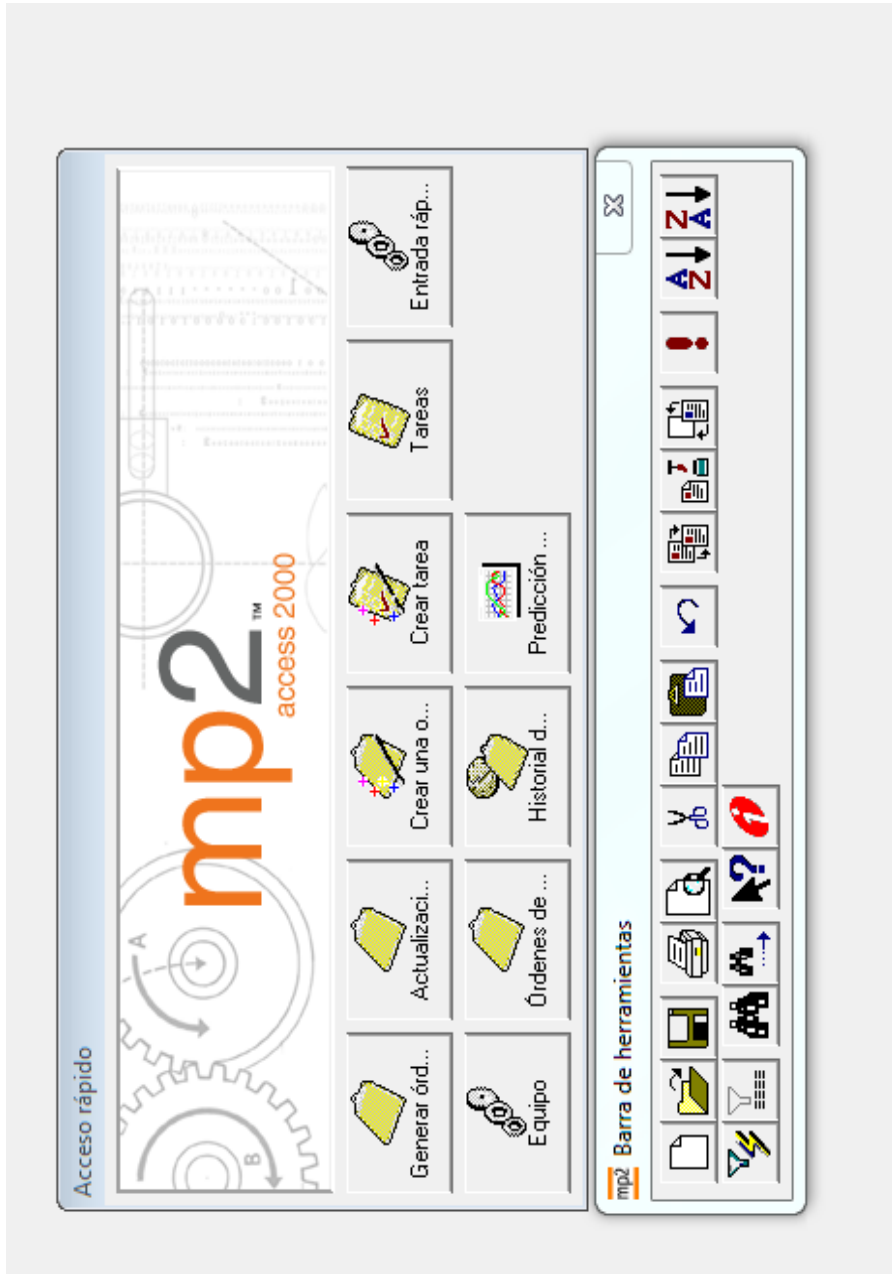 Acceso rápido
mp2™
access 2000
A
B
Generar órd...
Actualizaci...
Crear una o...
Crear tarea
Tareas
Entrada ráp...
Equipo
Órdenes de ...
Historial d...
Predicción ...
mp2 Barra de herramientas
A Z
Z A